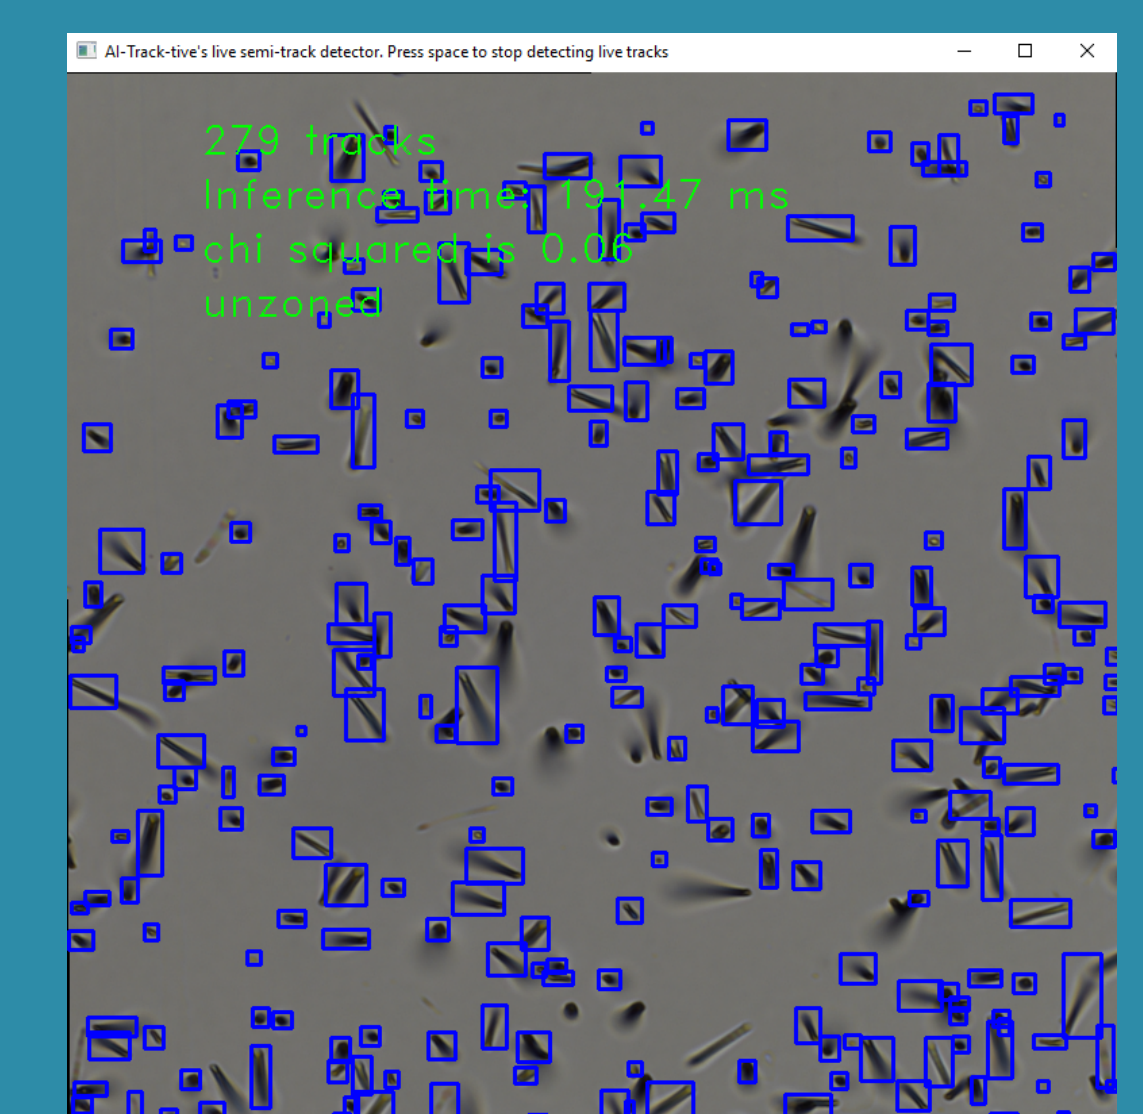 AI-Track-tive's live semi-track detector. Press space to stop detecting live tracks
279 tracks
Inference time: 191.47 ms
chi squared is 0.06
unzoned